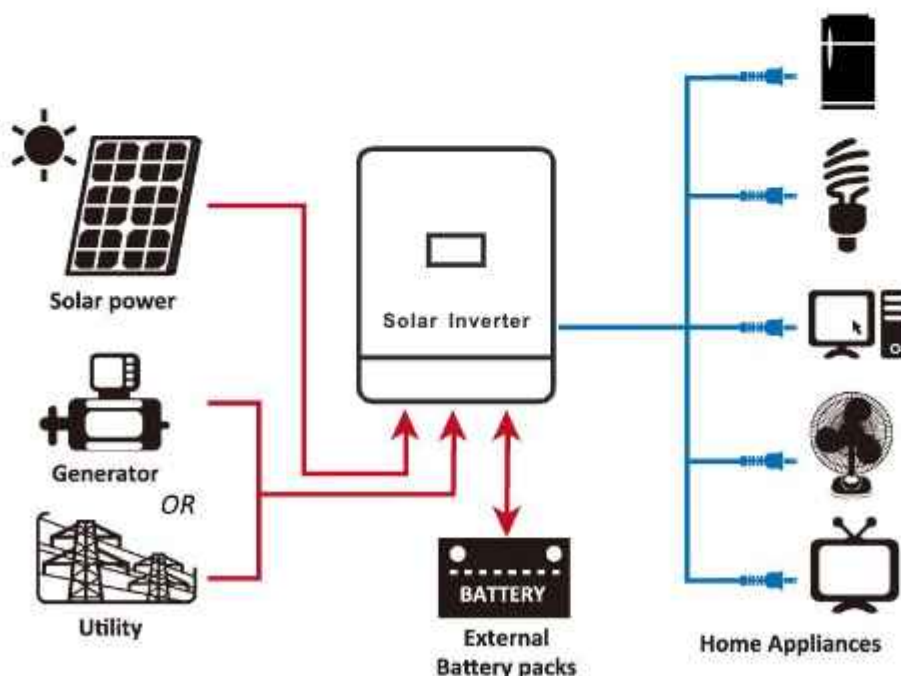 Solar power
Solar Inverter
Generator
OR
Utility
BATTERY
External
Battery packs
Home Appliances